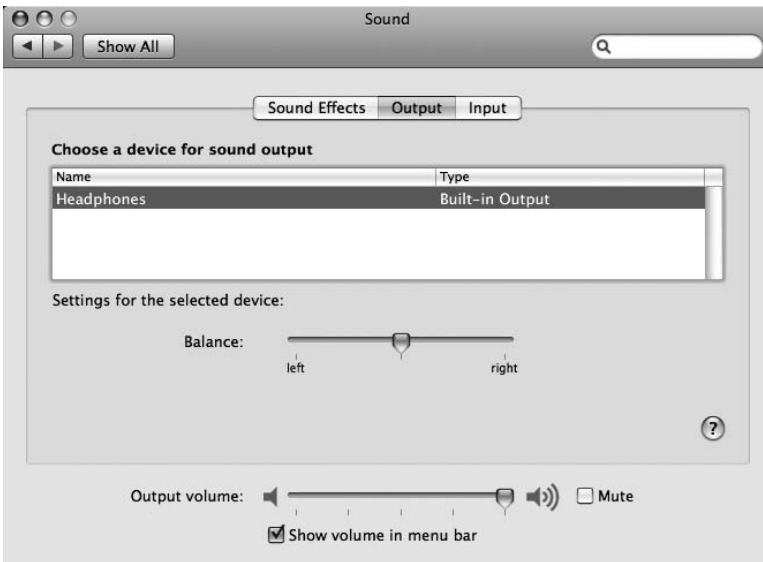 Sound
Show All
Sound Effects Output Input
Choose a device for sound output
Name Type
Headphones Built-in Output
Settings for the selected device:
Balance:
left right
?
Output volume: Mute
Show volume in menu bar